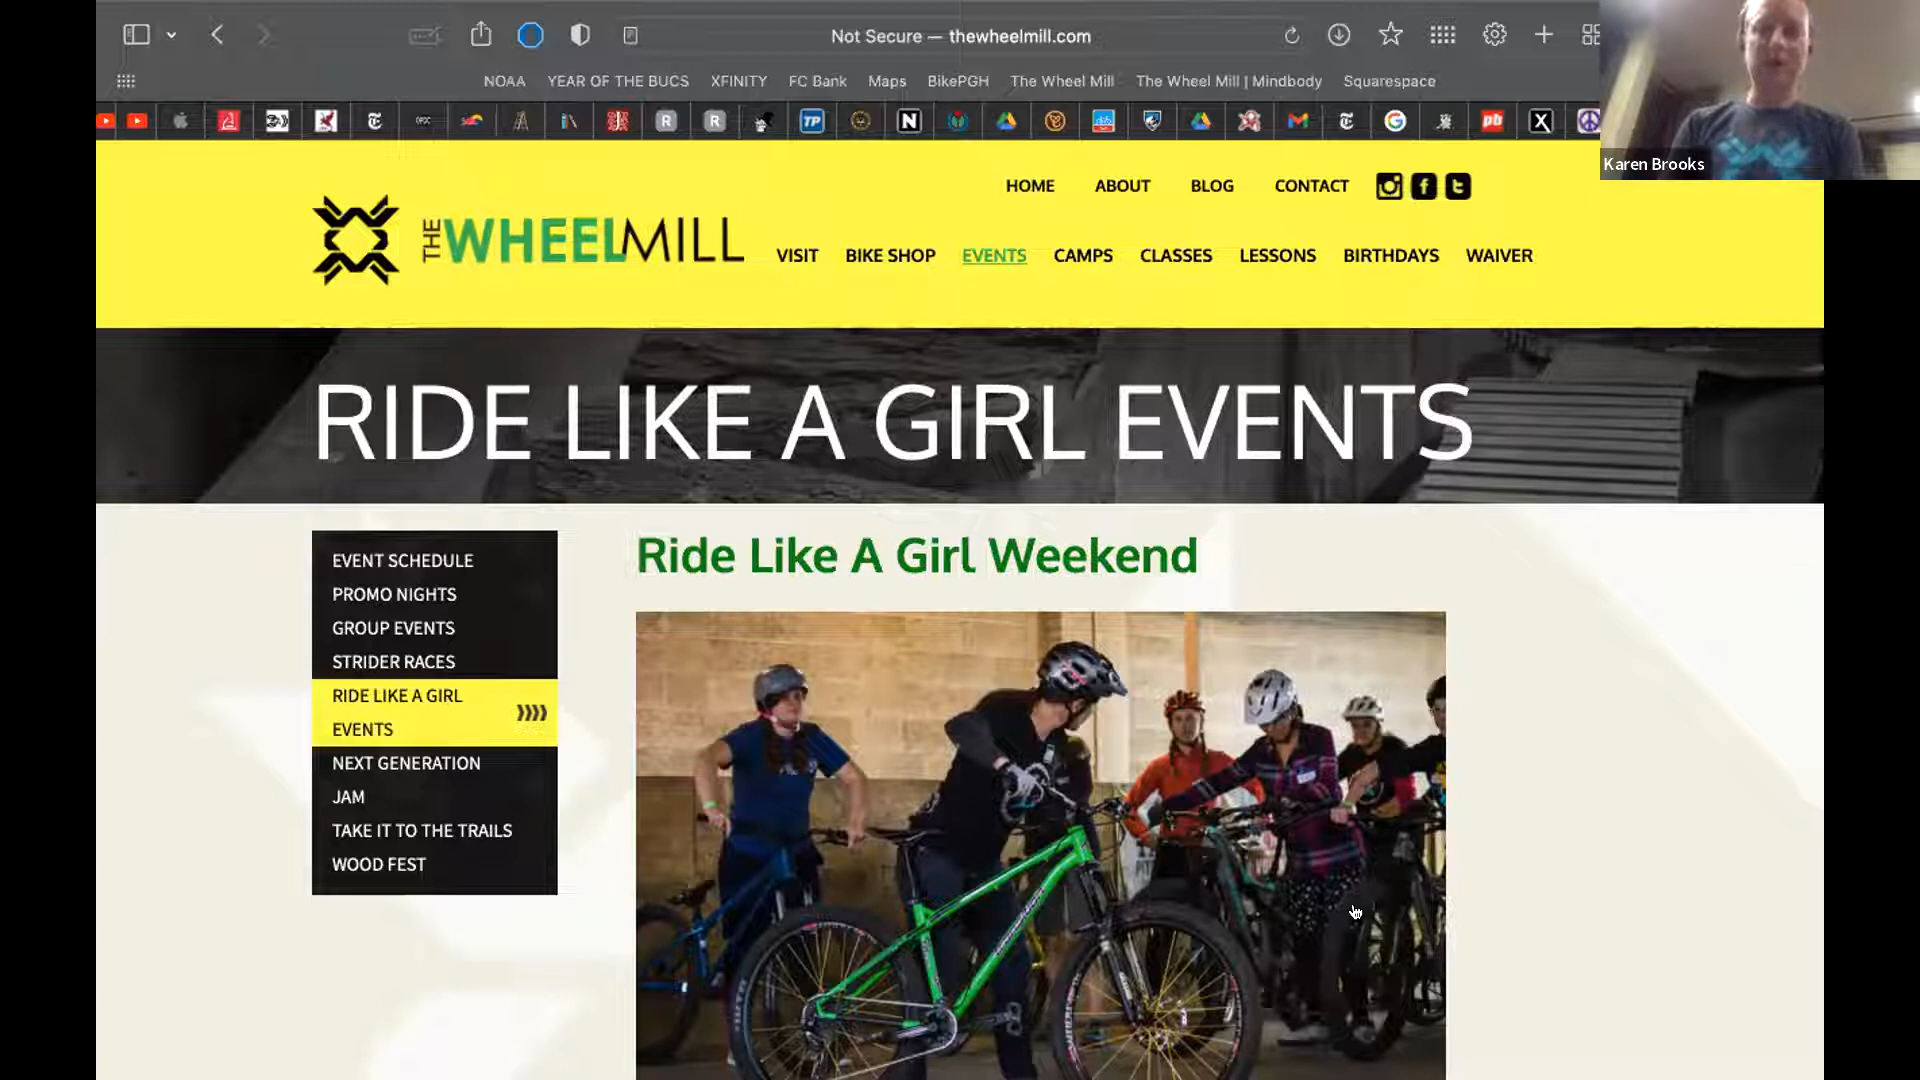 Not Secure — thewheelmill.com
NOAA YEAR OF THE BUCS XFINITY FC Bank Maps BikePGH The Wheel Mill The Wheel Mill | Mindbody Squarespace
Karen Brooks
HOME ABOUT BLOG CONTACT
THE WHEELMILL
VISIT BIKE SHOP EVENTS CAMPS CLASSES LESSONS BIRTHDAYS WAIVER
RIDE LIKE A GIRL EVENTS
EVENT SCHEDULE
PROMO NIGHTS
GROUP EVENTS
STRIDER RACES
RIDE LIKE A GIRL
EVENTS
NEXT GENERATION
JAM
TAKE IT TO THE TRAILS
WOOD FEST
Ride Like A Girl Weekend